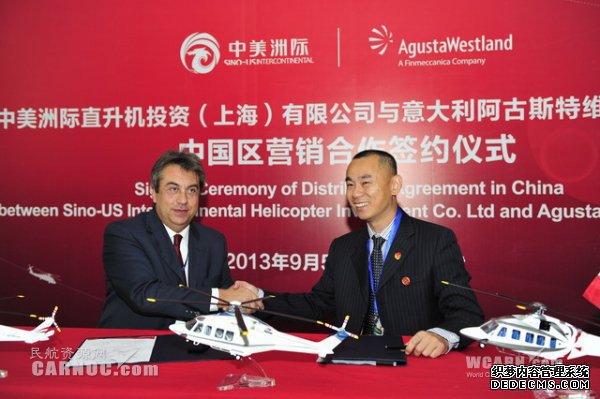 中美洲际
SINO-US INTERCONTINENTAL
AgustaWestland
A Finmeccanica Company
中美洲际直升机投资（上海）有限公司与意大利阿古斯特维
中国区营销合作签约仪式
Ceremony of Distri Agreement in China
between Sino-US Int continental Helicopter In ent Co. Ltd and Agusta
2013年9月5
民航资源网
CARNOC.COM
WCARN.COM
织梦内容管理系统
DEDECMS.COM